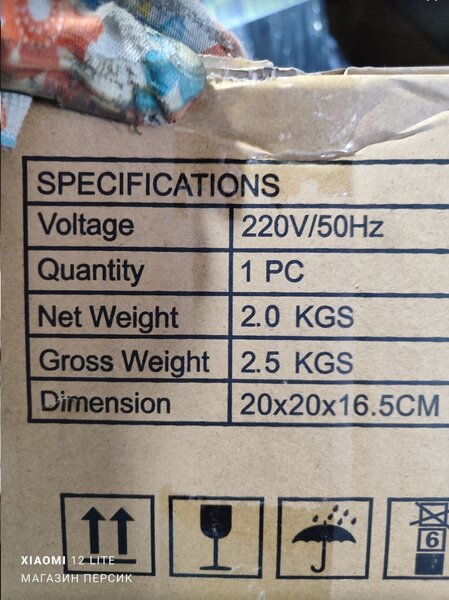 SPECIFICATIONS
Voltage 220V/50Hz
Quantity 1 PC
Net Weight 2.0 KGS
Gross Weight 2.5 KGS
Dimension 20x20x16.5CM
6
XIAOMI 12 LITE
МАГАЗИН ПЕРСИК